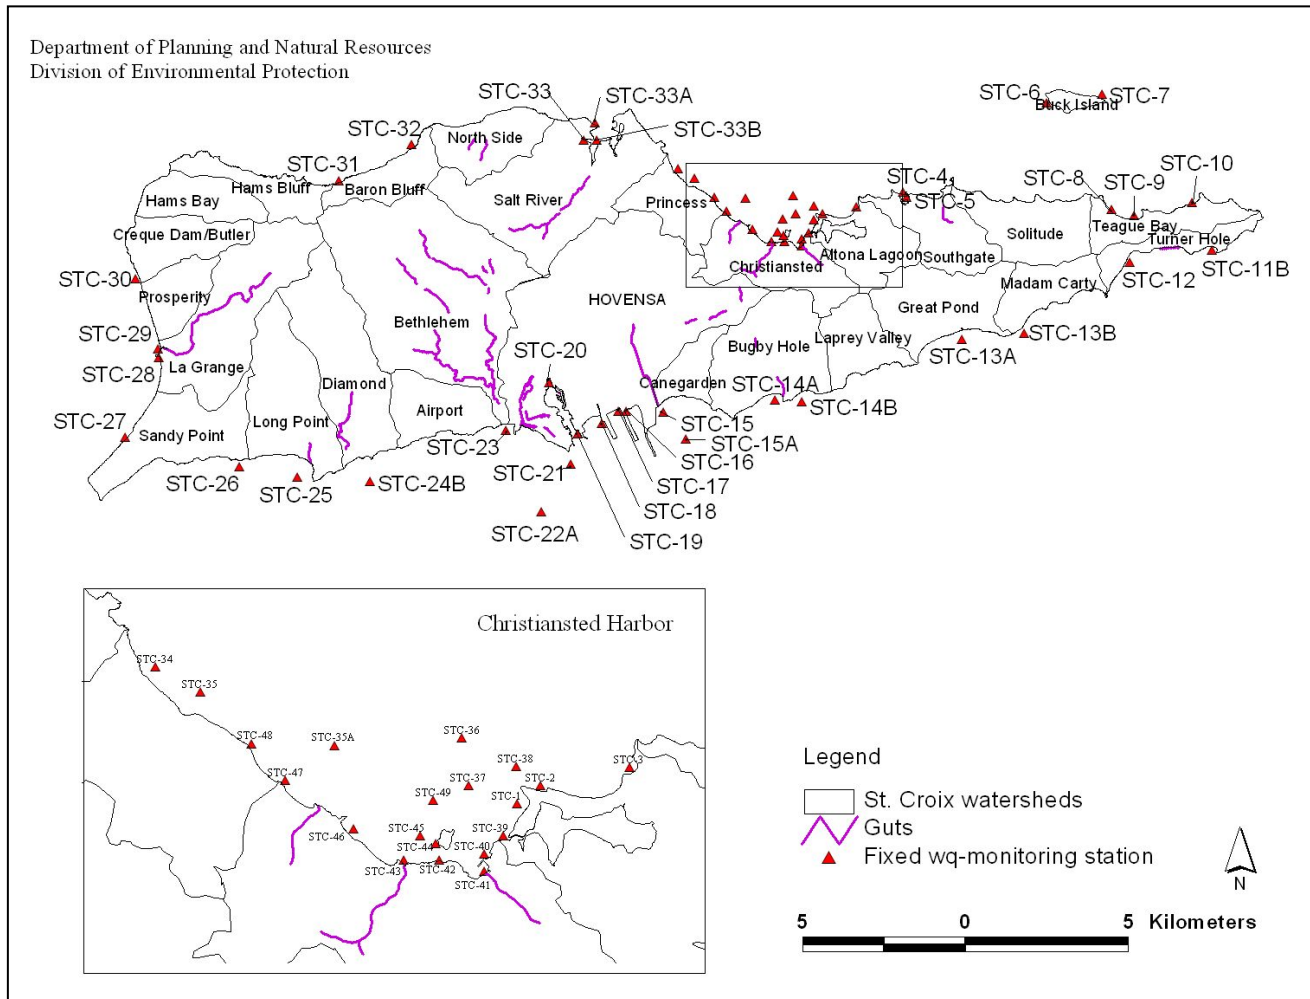 Department of Planning and Natural Resources
Division of Environmental Protection
STC-33
STC-33A
STC-33B
STC-32
STC-31
STC-6
STC-7
Buck Island
North Side
Hams Bluff
Baron Bluff
Hams Bay
Salt River
Princess
STC-4
STC-5
STC-8
STC-9
STC-10
Creque Dam/Butler
Teague Bay
Solitude
Turner Hole
Altona Lagoon
Southgate
Christiansted
STC-30
Prosperity
HOVENSA
Madam Carty
STC-12
STC-11B
Great Pond
Bethlehem
STC-29
STC-28
La Grange
Bugby Hole
Laprey Valley
STC-13A
STC-13B
STC-20
Diamond
Canegarden
STC-14A
STC-14B
Airport
Long Point
STC-27
Sandy Point
STC-15
STC-15A
STC-23
STC-16
STC-21
STC-17
STC-26
STC-25
STC-24B
STC-18
STC-22A
STC-19
Christiansted Harbor
STC-34
STC-35
STC-48
STC-35A
STC-36
STC-38
STC-3
STC-47
STC-37
STC-2
STC-49
STC-1
STC-46
STC-45
STC-39
STC-44
STC-40
STC-43
STC-42
STC-41
Legend
St. Croix watersheds
Guts
Fixed wq-monitoring station
N
5 0 5 Kilometers